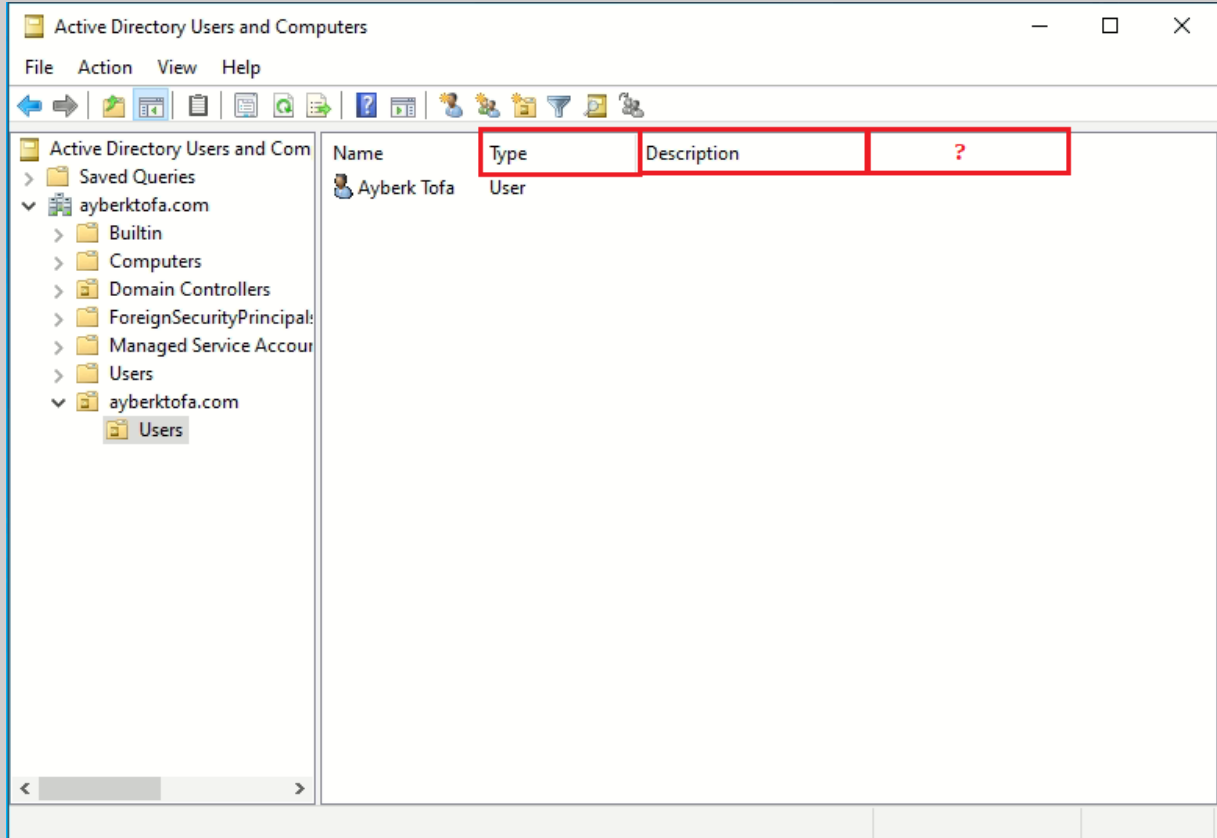 Active Directory Users and Computers
File Action View Help
Active Directory Users and Com
Saved Queries
ayberktofa.com
Builtin
Computers
Domain Controllers
ForeignSecurityPrincipals
Managed Service Accour
Users
ayberktofa.com
Users
Name Type Description ?
Ayberk Tofa User